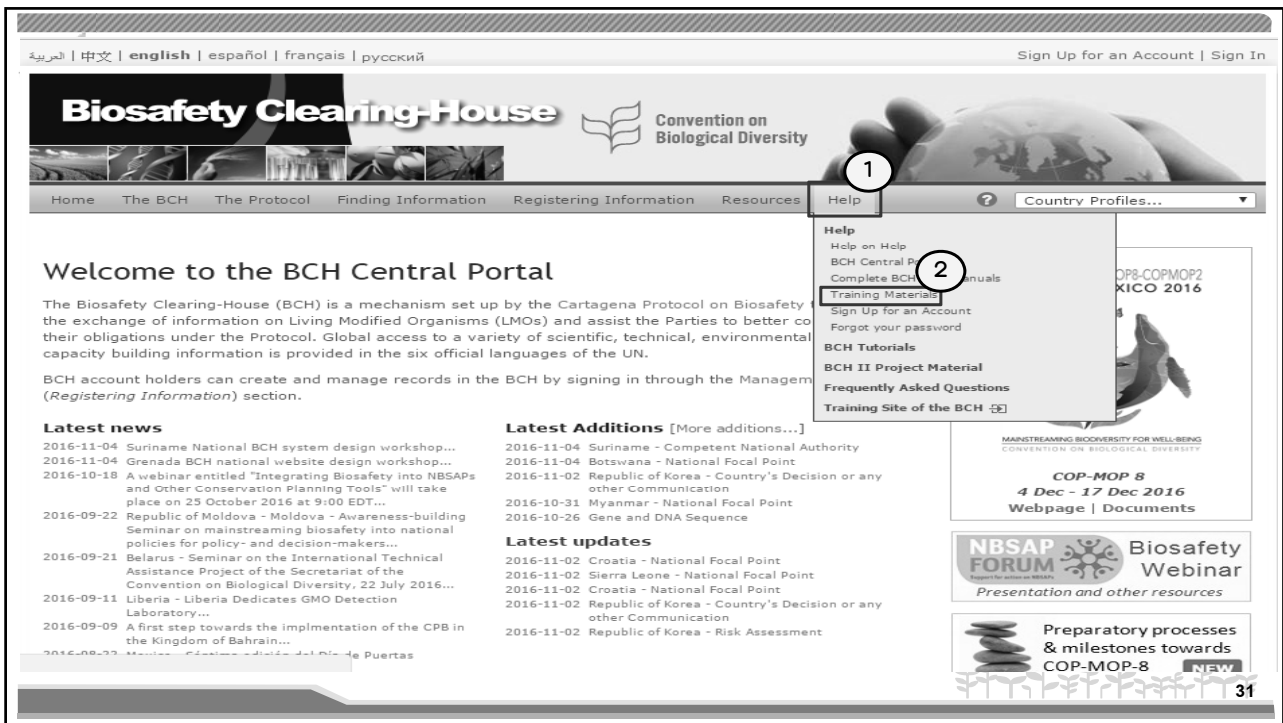 العربية | 中文 | english | español | français | русский
Sign Up for an Account | Sign In
Biosafety Clearing-House
Convention on
Biological Diversity
1
Home The BCH The Protocol Finding Information Registering Information Resources Help ? Country Profiles...
Help
Help on Help
BCH Central
2
Complete BCH
Training Materials
Sign Up for an Account
Forgot your password
BCH Tutorials
BCH II Project Material
Frequently Asked Questions
Training Site of the BCH
Welcome to the BCH Central Portal
The Biosafety Clearing-House (BCH) is a mechanism set up by the Cartagena Protocol on Biosafety
the exchange of information on Living Modified Organisms (LMOs) and assist the Parties to better co
their obligations under the Protocol. Global access to a variety of scientific, technical, environmental
capacity building information is provided in the six official languages of the UN.
BCH account holders can create and manage records in the BCH by signing in through the Managem
(Registering Information) section.
Latest news
2016-11-04 Suriname National BCH system design workshop...
2016-11-04 Grenada BCH national website design workshop...
2016-10-18 A webinar entitled "Integrating Biosafety into NBSAPs
and Other Conservation Planning Tools" will take
place on 25 October 2016 at 9:00 EDT...
2016-09-22 Republic of Moldova - Moldova - Awareness-building
Seminar on mainstreaming biosafety into national
policies for policy- and decision-makers...
2016-09-21 Belarus - Seminar on the International Technical
Assistance Project of the Secretariat of the
Convention on Biological Diversity, 22 July 2016...
2016-09-11 Liberia - Liberia Dedicates GMO Detection
Laboratory...
2016-09-09 A first step towards the implmentation of the CPB in
the Kingdom of Bahrain...
2016-08-22 Mexico - Séptima edición del Día de Puertas
Latest Additions [More additions...]
2016-11-04 Suriname - Competent National Authority
2016-11-04 Botswana - National Focal Point
2016-11-02 Republic of Korea - Country's Decision or any
other Communication
2016-10-31 Myanmar - National Focal Point
2016-10-26 Gene and DNA Sequence
Latest updates
2016-11-02 Croatia - National Focal Point
2016-11-02 Sierra Leone - National Focal Point
2016-11-02 Croatia - National Focal Point
2016-11-02 Republic of Korea - Country's Decision or any
other Communication
2016-11-02 Republic of Korea - Risk Assessment
OP8-COPMOP2
XICO 2016
MAINSTREAMING BIODIVERSITY FOR WELL-BEING
CONVENTION ON BIOLOGICAL DIVERSITY
COP-MOP 8
4 Dec - 17 Dec 2016
Webpage | Documents
NBSAP
FORUM
Support for action on NBSAPs
Biosafety
Webinar
Presentation and other resources
Preparatory processes
& milestones towards
COP-MOP-8 NEW
31